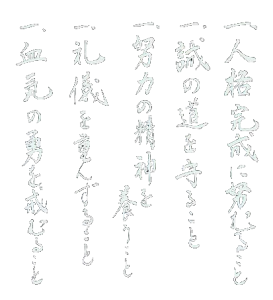 一、人格完成に努むること
一、誠の道を守ること
一、努力の精神を養うこと
一、礼儀を重んずること
一、血気の勇を戒むること